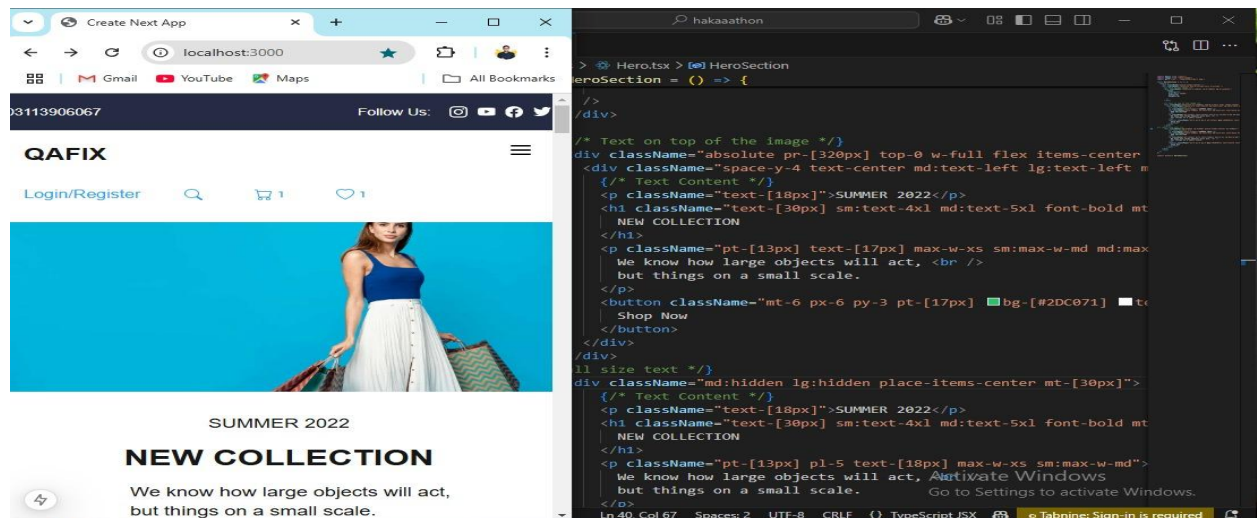 Create Next App
localhost:3000
Gmail YouTube Maps All Bookmarks
03113906067 Follow Us:
QAFIX
Login/Register 1 1
SUMMER 2022
NEW COLLECTION
We know how large objects will act,
but things on a small scale.
hakaaathon
> Hero.tsx > HeroSection
eroSection = () => {
/>
/div>
/* Text on top of the image */}
div className="absolute pr-[320px] top-0 w-full flex items-center
<div className="space-y-4 text-center md:text-left lg:text-left m
{/* Text Content */}
<p className="text-[18px]">SUMMER 2022</p>
<h1 className="text-[30px] sm:text-4xl md:text-5xl font-bold mt
NEW COLLECTION
</h1>
<p className="pt-[13px] text-[17px] max-w-xs sm:max-w-md md:max
We know how large objects will act, <br />
but things on a small scale.
</p>
<button className="mt-6 px-6 py-3 pt-[17px] bg-[#2DC071] te
Shop Now
</button>
</div>
/div>
ll size text */}
div className="md:hidden lg:hidden place-items-center mt-[30px]">
{/* Text Content */}
<p className="text-[18px]">SUMMER 2022</p>
<h1 className="text-[30px] sm:text-4xl md:text-5xl font-bold mt
NEW COLLECTION
</h1>
<p className="pt-[13px] pl-5 text-[18px] max-w-xs sm:max-w-md">
We know how large objects will act,
but things on a small scale.
</p>
Activate Windows
Go to Settings to activate Windows.
Ln 40, Col 67 Spaces: 2 UTF-8 CRLF {} TypeScript JSX Tabnine: Sign-in is required